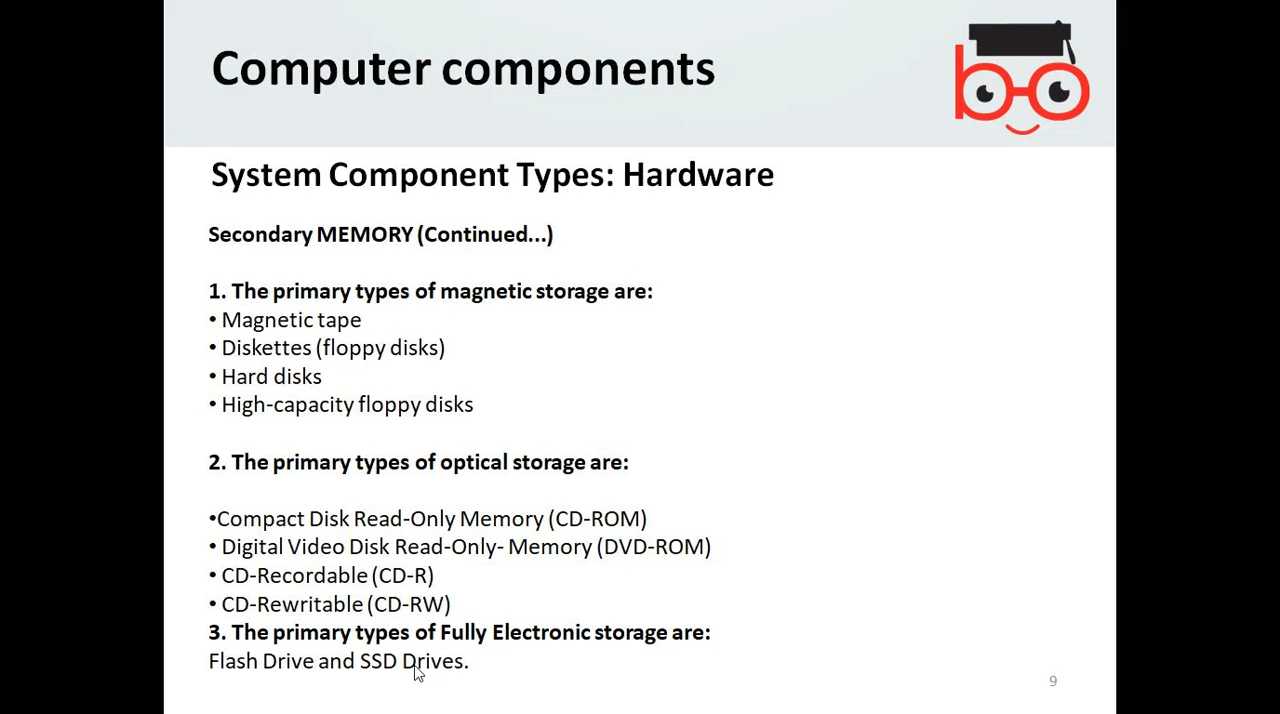 Computer components
System Component Types: Hardware
Secondary MEMORY (Continued...)
1. The primary types of magnetic storage are:
• Magnetic tape
• Diskettes (floppy disks)
• Hard disks
• High-capacity floppy disks
2. The primary types of optical storage are:
•Compact Disk Read-Only Memory (CD-ROM)
• Digital Video Disk Read-Only- Memory (DVD-ROM)
• CD-Recordable (CD-R)
• CD-Rewritable (CD-RW)
3. The primary types of Fully Electronic storage are:
Flash Drive and SSD Drives.
9